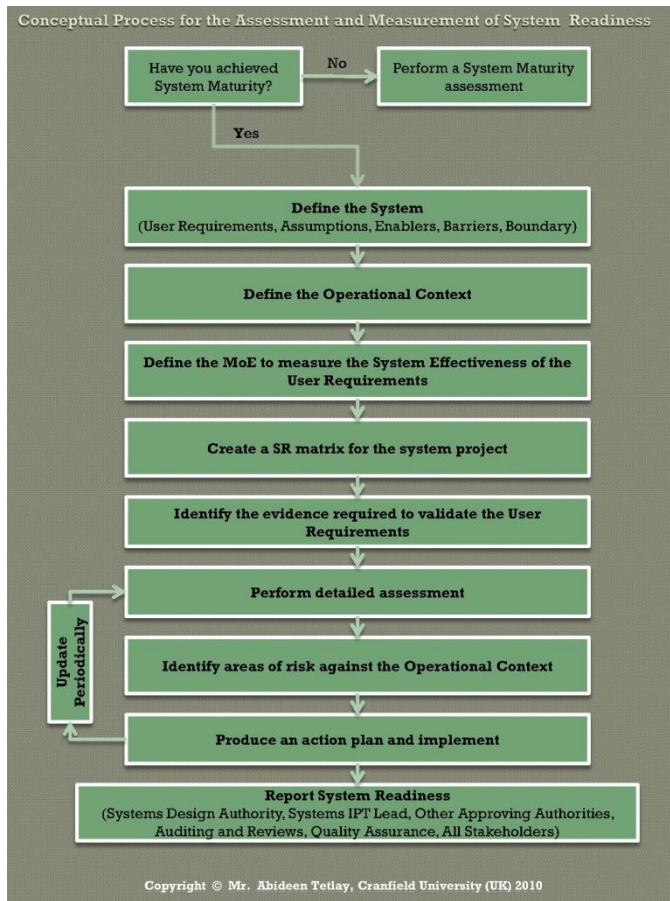 Conceptual Process for the Assessment and Measurement of System Readiness
Have you achieved
System Maturity?
No
Perform a System Maturity
assessment
Yes
Define the System
(User Requirements, Assumptions, Enablers, Barriers, Boundary)
Define the Operational Context
Define the MoE to measure the System Effectiveness of the
User Requirements
Create a SR matrix for the system project
Identify the evidence required to validate the User
Requirements
Perform detailed assessment
Update
Periodically
Identify areas of risk against the Operational Context
Produce an action plan and implement
Report System Readiness
(Systems Design Authority, Systems IPT Lead, Other Approving Authorities,
Auditing and Reviews, Quality Assurance, All Stakeholders)
Copyright © Mr. Abideen Tetlay, Cranfield University (UK) 2010